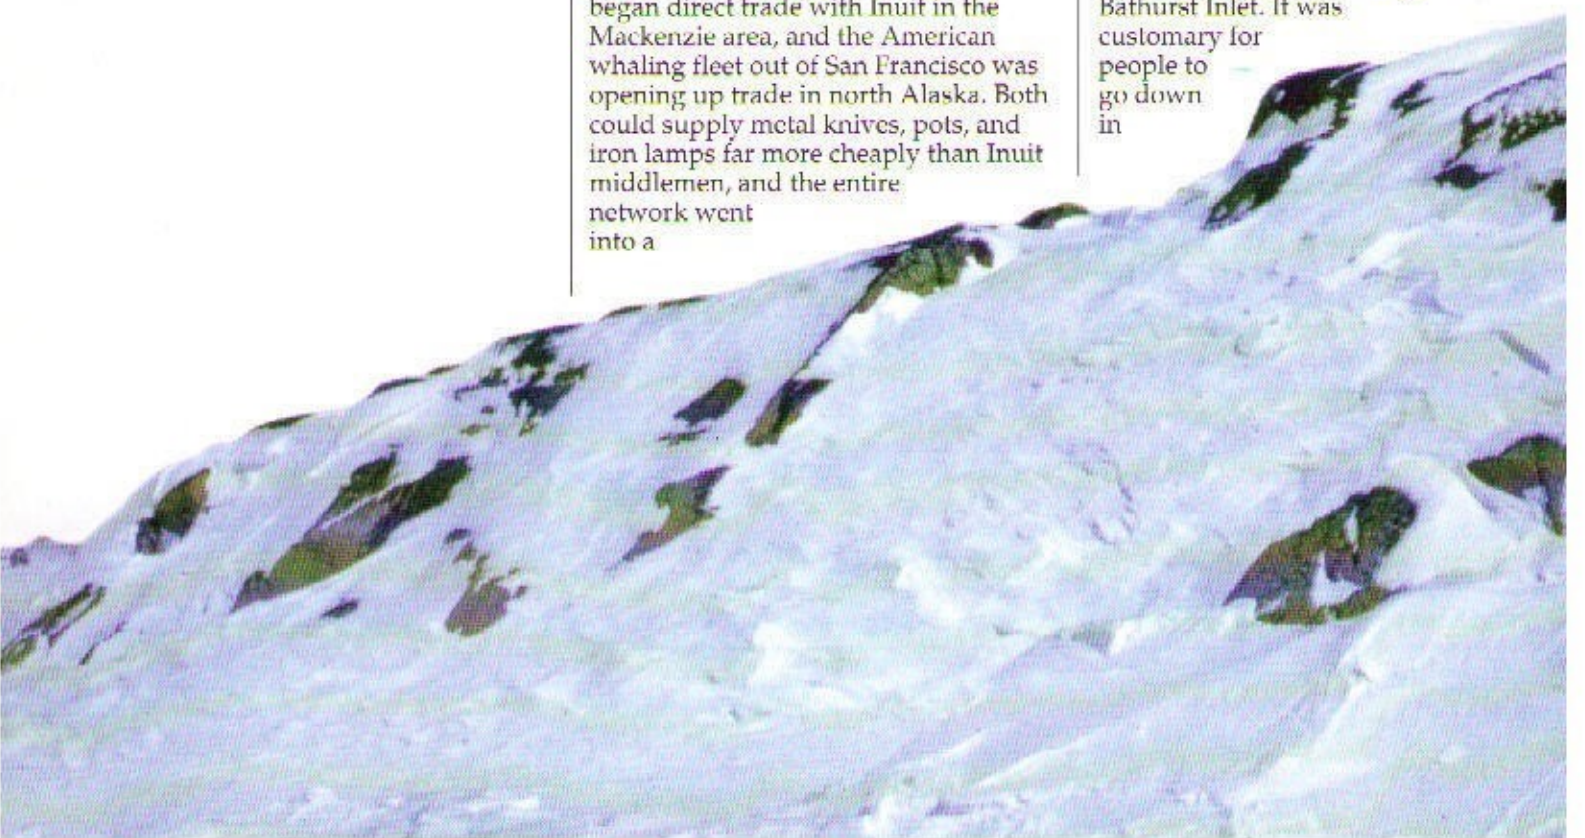 began direct trade with Inuit in the
Mackenzie area, and the American
whaling fleet out of San Francisco was
opening up trade in north Alaska. Both
could supply metal knives, pots, and
iron lamps far more cheaply than Inuit
middlemen, and the entire
network went
into a
Bathurst Inlet. It was
customary for
people to
go down
in